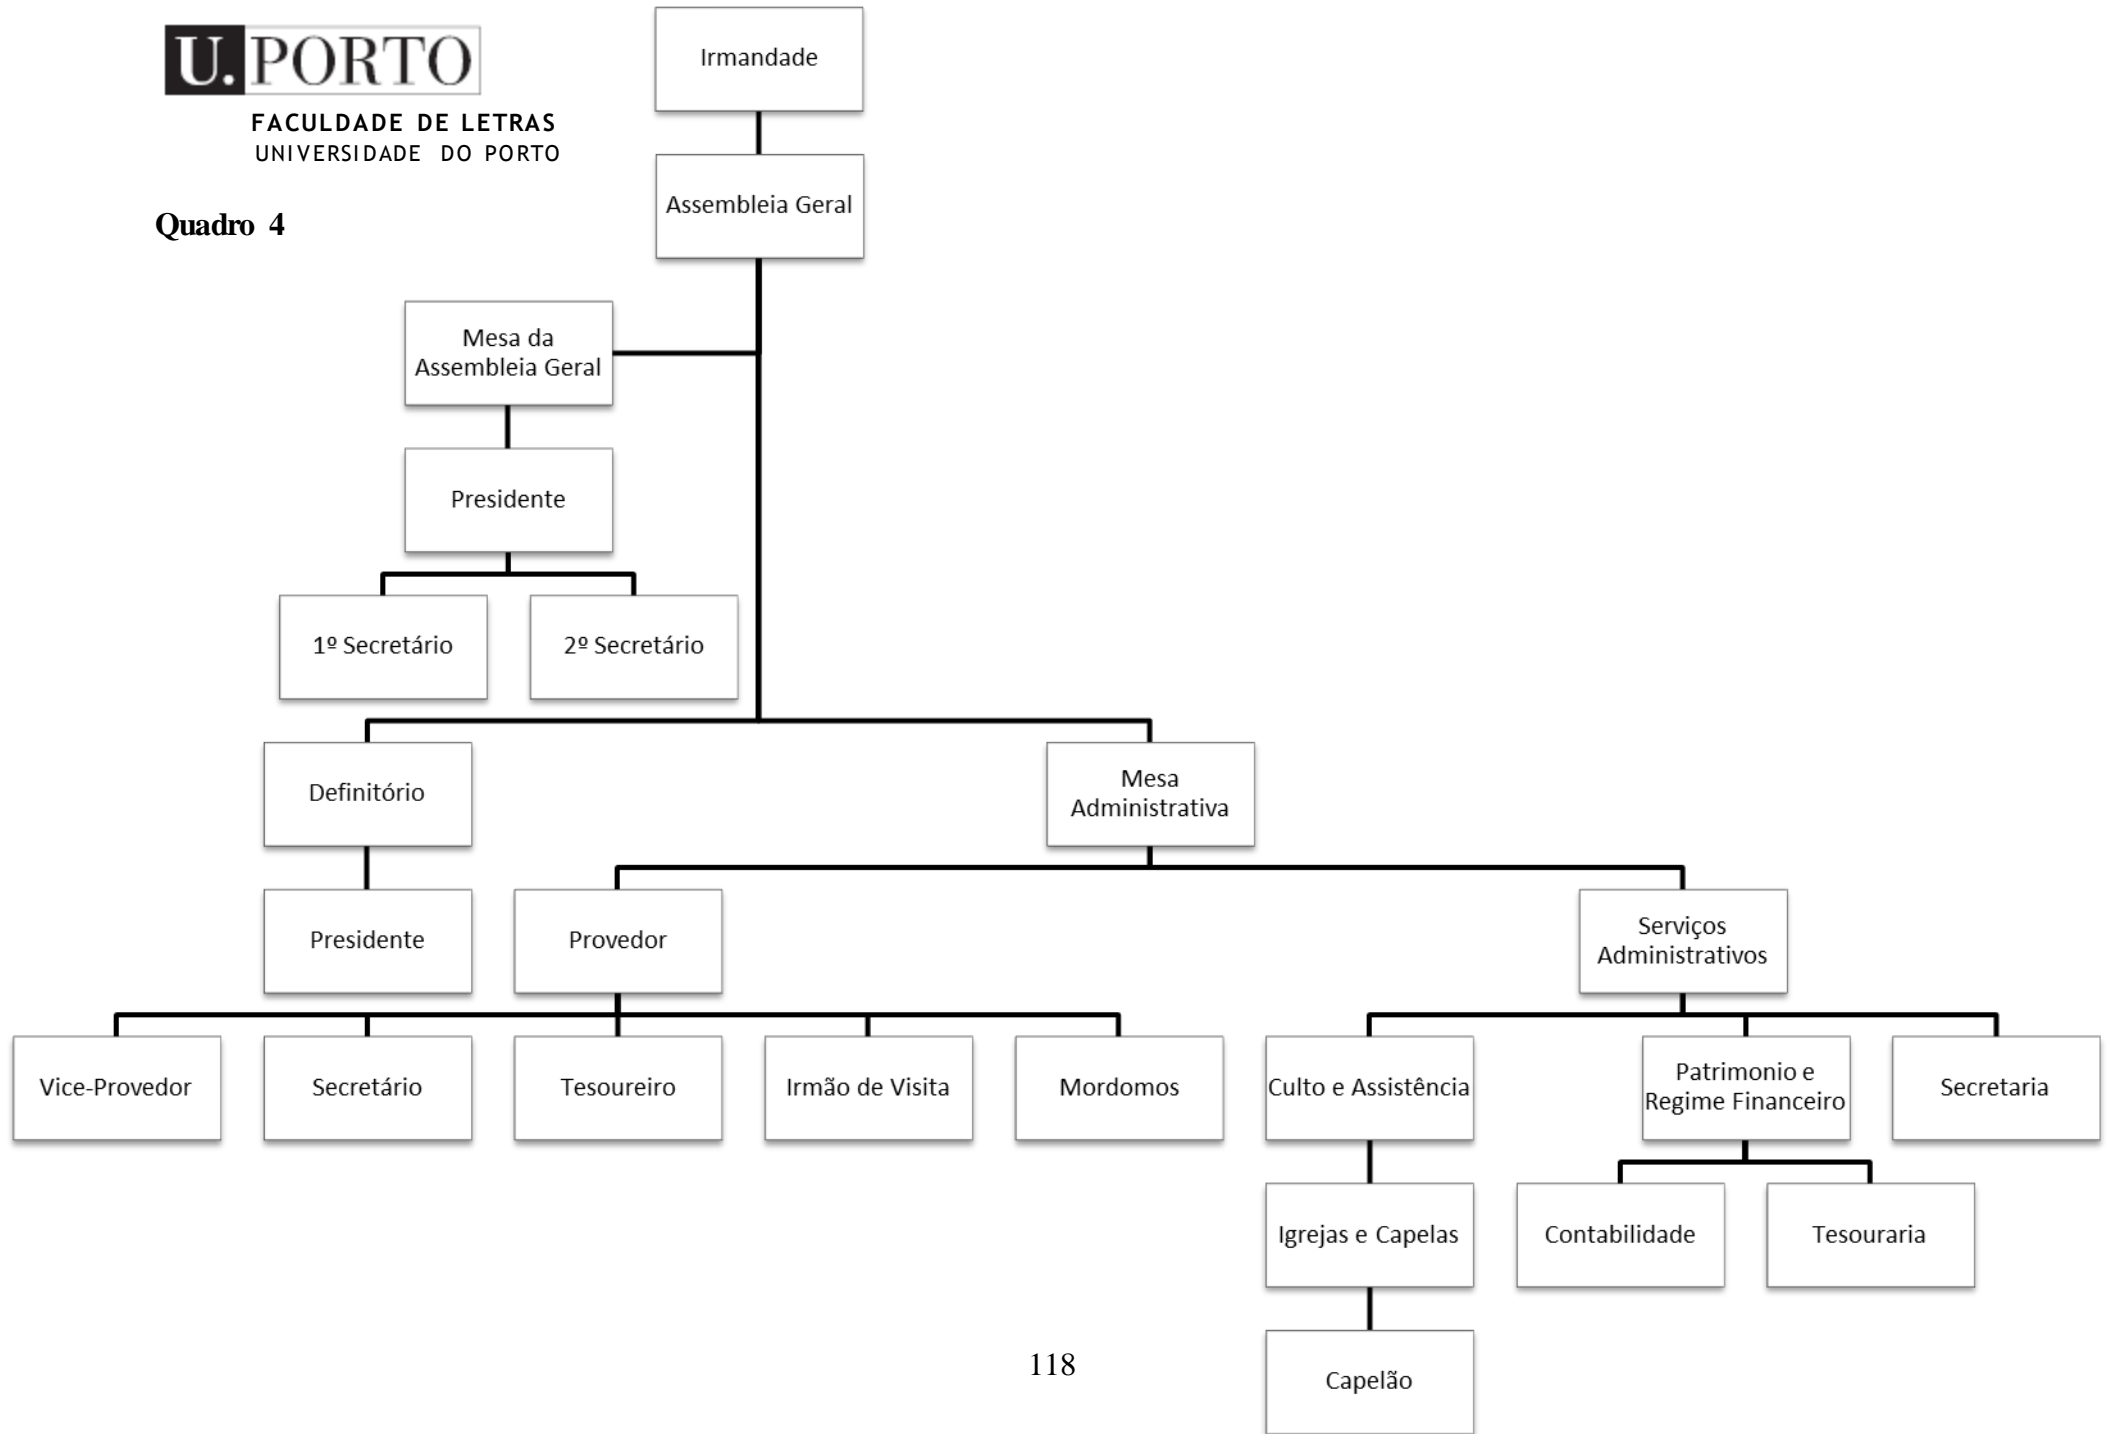 U. PORTO
FACULDADE DE LETRAS
UNIVERSIDADE DO PORTO
Quadro 4
Irmandade
Assembleia Geral
Mesa da
Assembleia Geral
Presidente
1º Secretário
2º Secretário
Definitório
Mesa
Administrativa
Presidente
Provedor
Serviços
Administrativos
Vice-Provedor
Secretário
Tesoureiro
Irmão de Visita
Mordomos
Culto e Assistência
Patrimonio e
Regime Financeiro
Secretaria
Igrejas e Capelas
Contabilidade
Tesouraria
Capelão
118